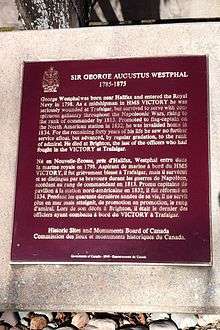 SIR GEORGE AUGUSTUS WESTPHAL
1785-1875
George Westphal was born near Halifax and entered the Royal
Navy in 1798. As a midshipman in HMS VICTORY he was
seriously wounded at Trafalgar, but survived to serve with con-
spicuous gallantry throughout the Napoleonic Wars, rising to
the rank of commander by 1813. Promoted to flag-captain on
the North American station in 1832, he was invalided home in
1834. For the remaining forty years of his life he saw no further
service afloat but advanced, by regular gradation, to the rank
of admiral. He died at Brighton, the last of the officers who had
fought in the VICTORY at Trafalgar.
Né en Nouvelle-Écosse, près d'Halifax, Westphal entra dans
la marine royale en 1798. Aspirant de marine à bord du HMS
VICTORY, il fut grièvement blessé à Trafalgar, mais il survécut
et se distingua par sa bravoure durant les guerres de Napoléon,
accédant au rang de commandant en 1813. Promu capitaine de
pavillon à la station nord-américaine en 1832, il fut réformé en
1834. Pendant les quarante dernières années de sa vie, il ne servit
plus en mer mais atteignit, de promotion en promotion, le rang
d'amiral. Lors de son décès à Brighton, il était le dernier des
officiers ayant combattu à bord du VICTORY à Trafalgar.
Historic Sites and Monuments Board of Canada
Commission des lieux et monuments historiques du Canada
Government of Canada - Gouvernement du Canada